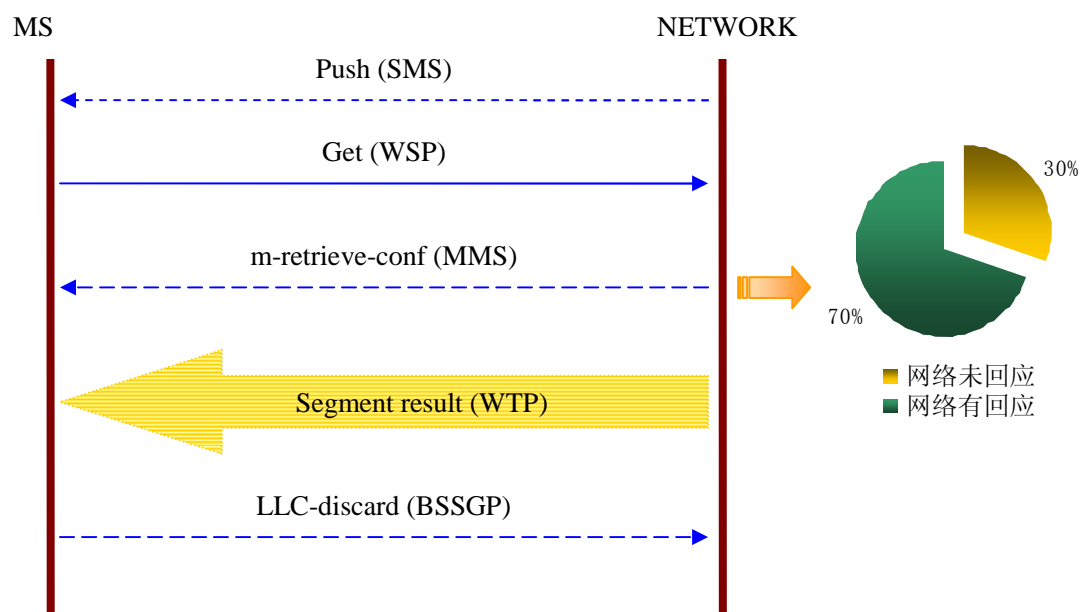 MS
NETWORK
Push (SMS)
Get (WSP)
m-retrieve-conf (MMS)
Segment result (WTP)
LLC-discard (BSSGP)
30%
70%
网络未回应
网络有回应